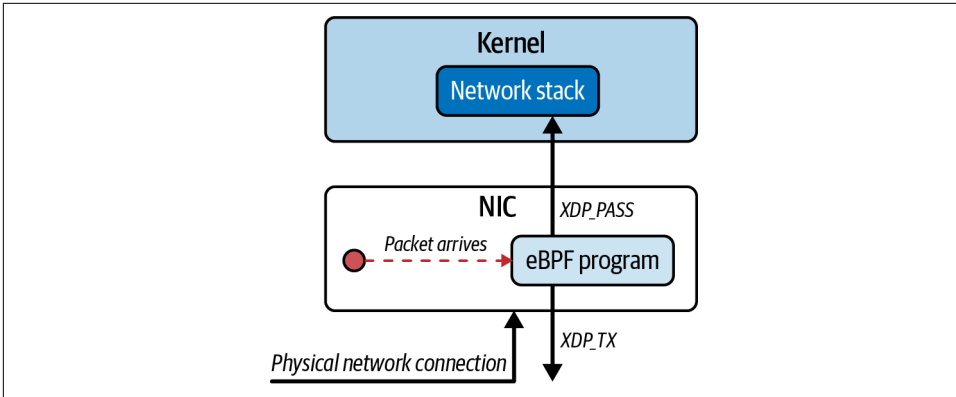 Kernel
Network stack
NIC
XDP_PASS
Packet arrives
eBPF program
XDP_TX
Physical network connection